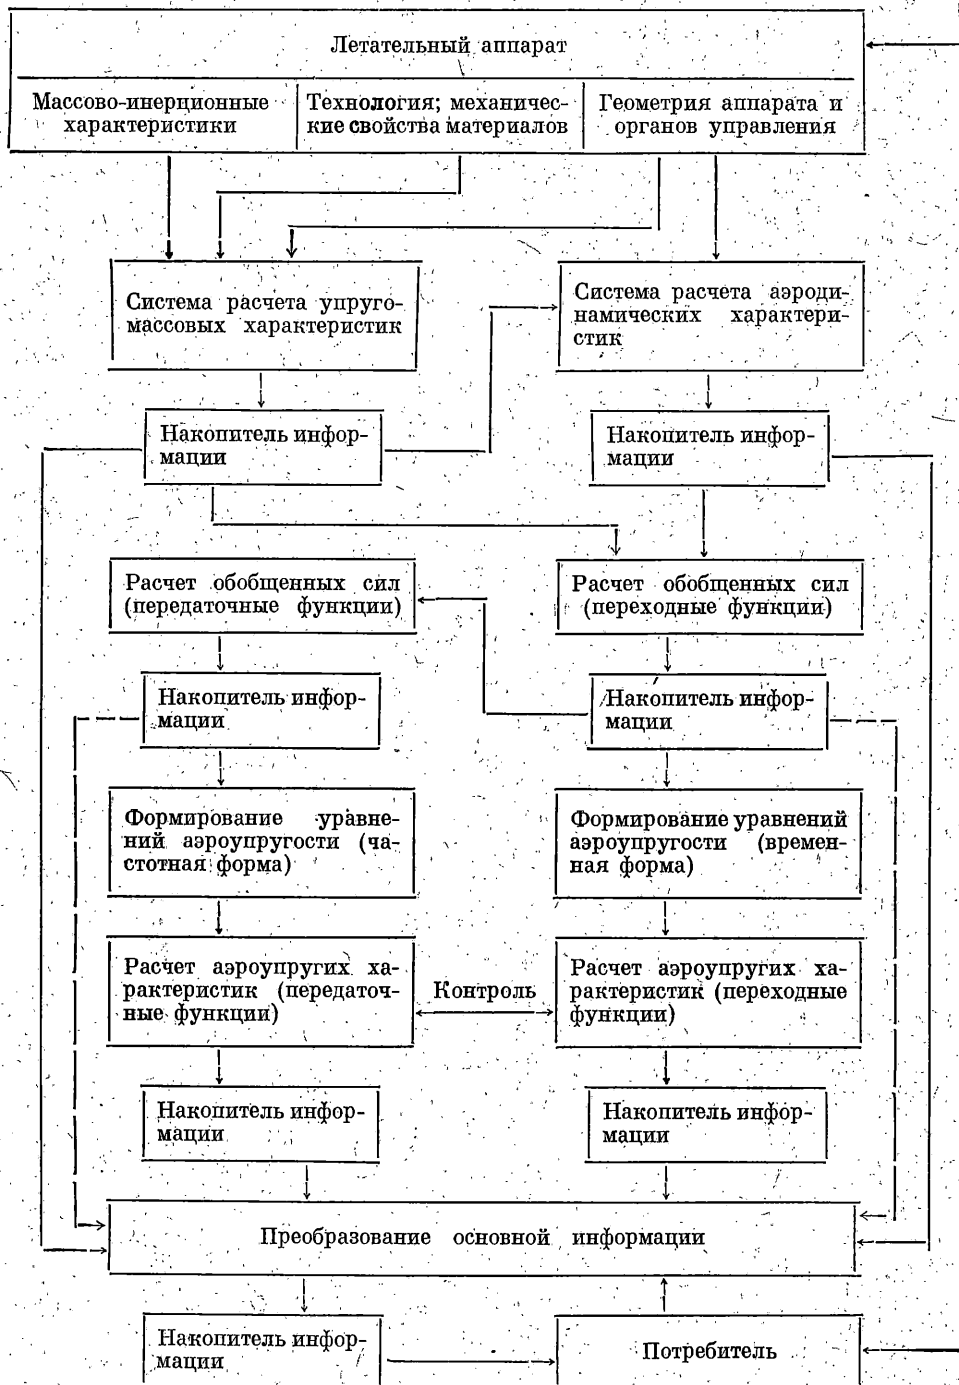 Летательный аппарат
Массово-инерционные
характеристики
Технология; механичес-
кие свойства материалов
Геометрия аппарата и
органов управления
Система расчета упруго-
массовых характеристик
Система расчета аэроди-
намических характери-
стик
Накопитель инфор-
мации
Накопитель инфор-
мации
Расчет обобщенных сил
(передаточные функции)
Расчет обобщенных сил
(переходные функции)
Накопитель инфор-
мации
Накопитель инфор-
мации
Формирование уравне-
ний аэроупругости (ча-
стотная форма)
Формирование уравнений
аэроупругости (времен-
ная форма)
Расчет аэроупругих ха-
рактеристик (передаточ-
ные функции)
Контроль
Расчет аэроупругих ха-
рактеристик (переходные
функции)
Накопитель инфор-
мации
Накопитель инфор-
мации
Преобразование основной информации
Накопитель инфор-
мации
Потребитель